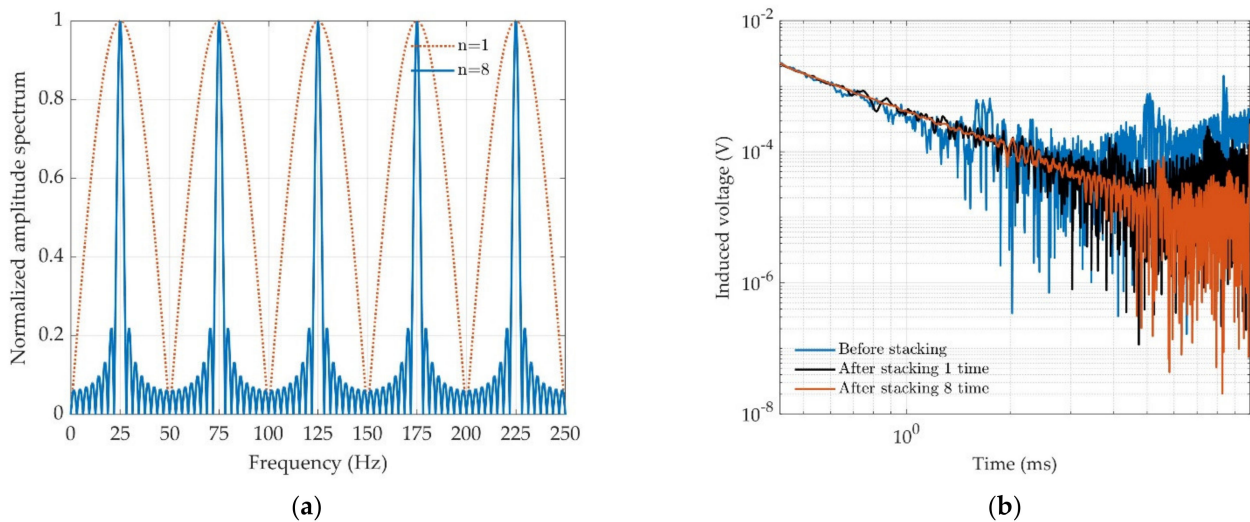 1
0.8
0.6
0.4
0.2
0
Normalized amplitude spectrum
n=1
n=8
0 25 50 75 100 125 150 175 200 225 250
Frequency (Hz)
(a)
10⁻²
10⁻⁴
10⁻⁶
10⁻⁸
Induced voltage (V)
Before stacking
After stacking 1 time
After stacking 8 time
10⁰
Time (ms)
(b)